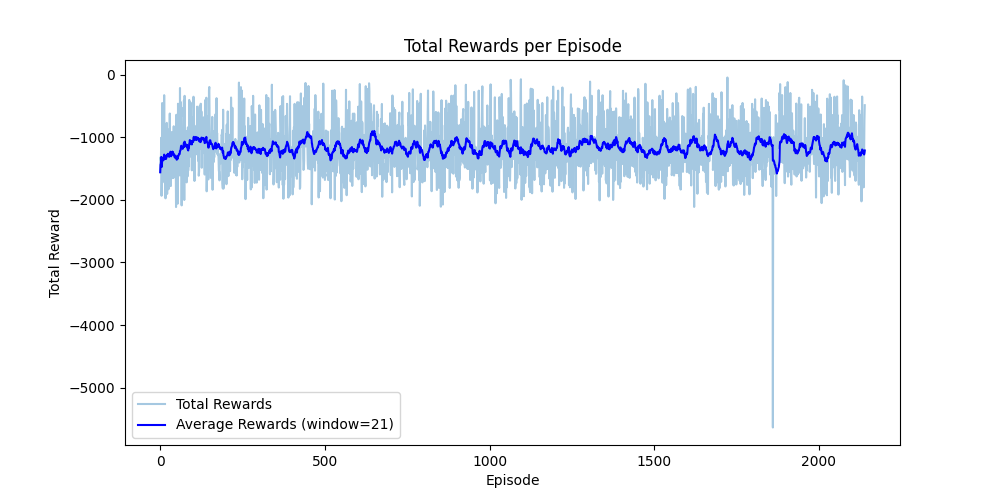 Total Rewards per Episode
0
−1000
−2000
−3000
−4000
−5000
Total Reward
Total Rewards
Average Rewards (window=21)
0
500
1000
1500
2000
Episode